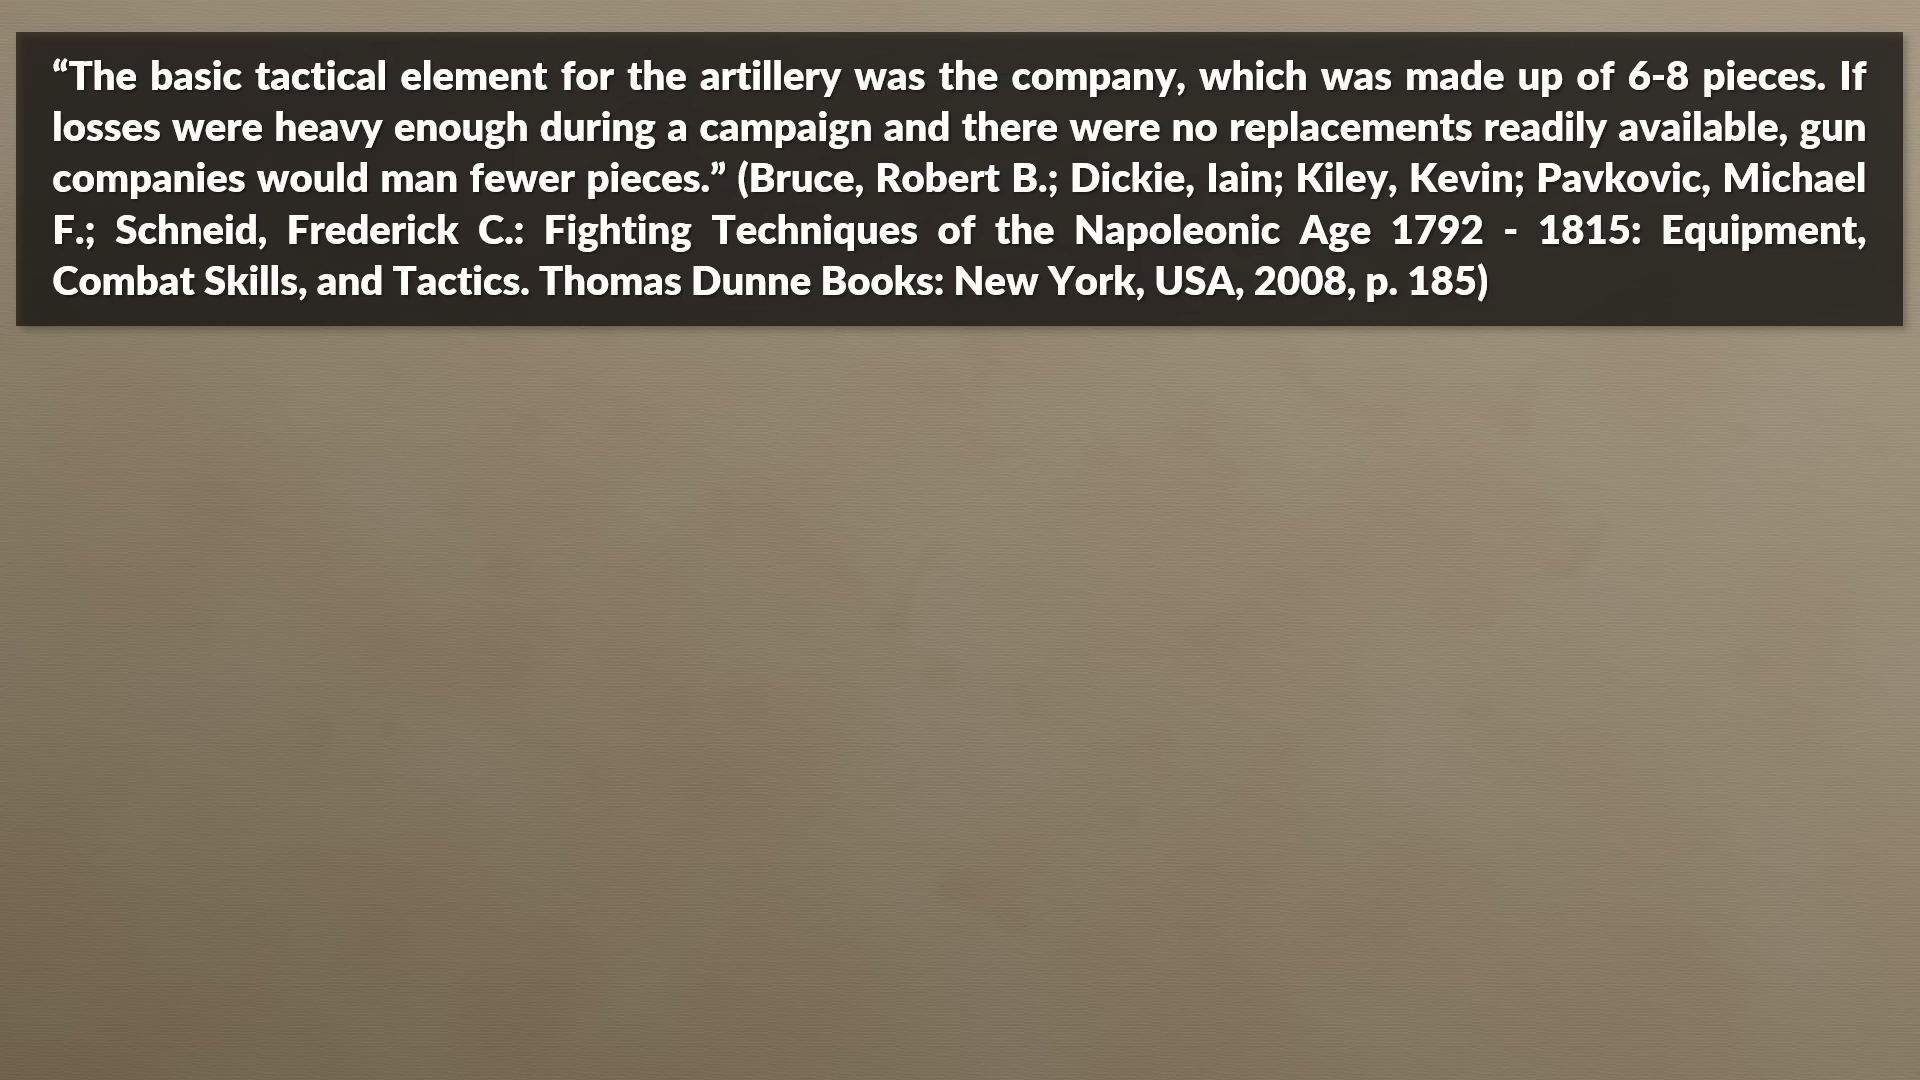 “The basic tactical element for the artillery was the company, which was made up of 6-8 pieces. If
losses were heavy enough during a campaign and there were no replacements readily available, gun
companies would man fewer pieces.” (Bruce, Robert B.; Dickie, Iain; Kiley, Kevin; Pavkovic, Michael
F.; Schneid, Frederick C.: Fighting Techniques of the Napoleonic Age 1792 - 1815: Equipment,
Combat Skills, and Tactics. Thomas Dunne Books: New York, USA, 2008, p. 185)